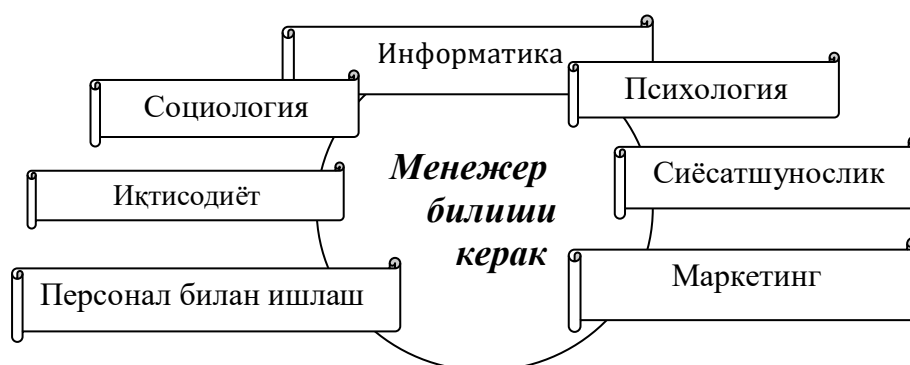 Информатика
Социология
Психология
Менежер
билиши
керак
Сиёсатшунослик
Иқтисодиёт
Маркетинг
Персонал билан ишлаш